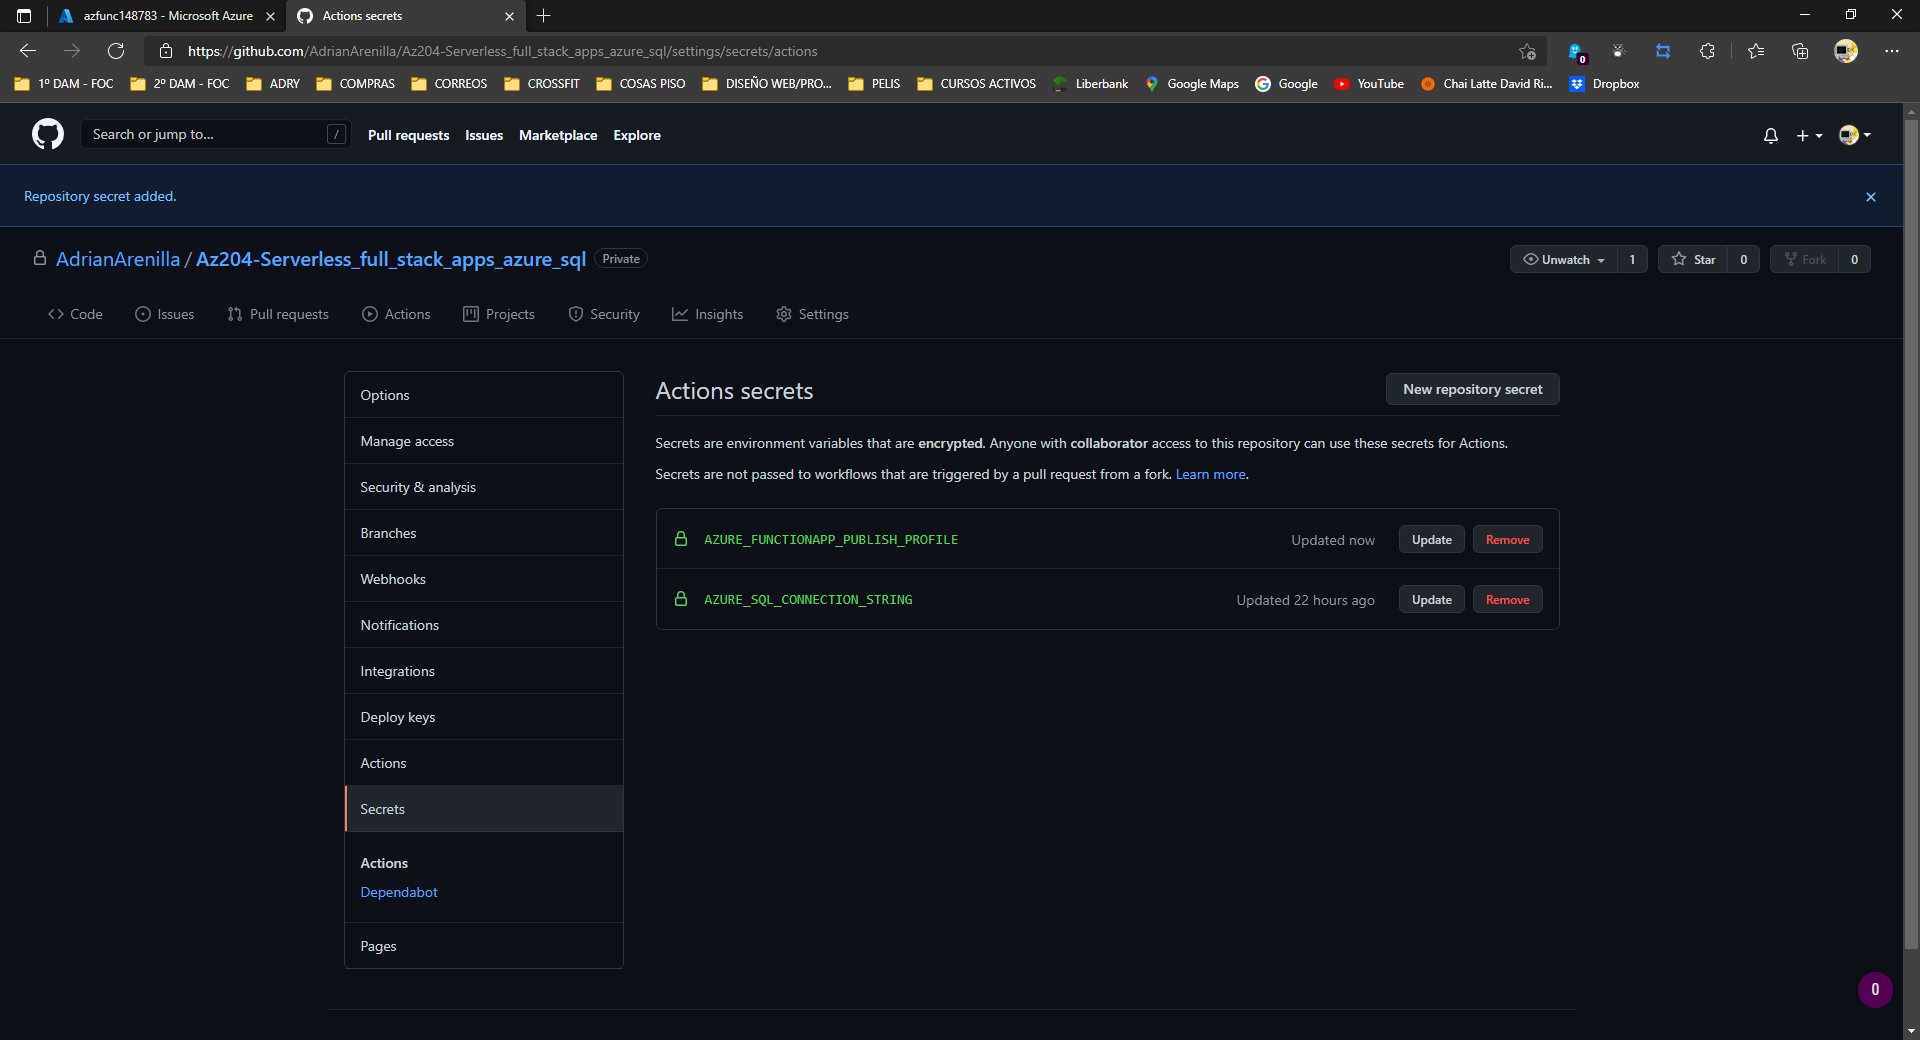 azfunc148783 - Microsoft Azure
Actions secrets
https://github.com/AdrianArenilla/Az204-Serverless_full_stack_apps_azure_sql/settings/secrets/actions
0
1º DAM - FOC
2º DAM - FOC
ADRY
COMPRAS
CORREOS
CROSSFIT
COSAS PISO
DISEÑO WEB/PRO...
PELIS
CURSOS ACTIVOS
Liberbank
Google Maps
Google
YouTube
Chai Latte David Ri...
Dropbox
Search or jump to...
/
Pull requests
Issues
Marketplace
Explore
Repository secret added.
AdrianArenilla / Az204-Serverless_full_stack_apps_azure_sql
Private
Unwatch
1
Star
0
Fork
0
Code
Issues
Pull requests
Actions
Projects
Security
Insights
Settings
Options
Manage access
Security & analysis
Branches
Webhooks
Notifications
Integrations
Deploy keys
Actions
Secrets
Actions
Dependabot
Pages
Actions secrets
New repository secret
Secrets are environment variables that are encrypted. Anyone with collaborator access to this repository can use these secrets for Actions.
Secrets are not passed to workflows that are triggered by a pull request from a fork. Learn more.
AZURE_FUNCTIONAPP_PUBLISH_PROFILE
Updated now
Update
Remove
AZURE_SQL_CONNECTION_STRING
Updated 22 hours ago
Update
Remove
0